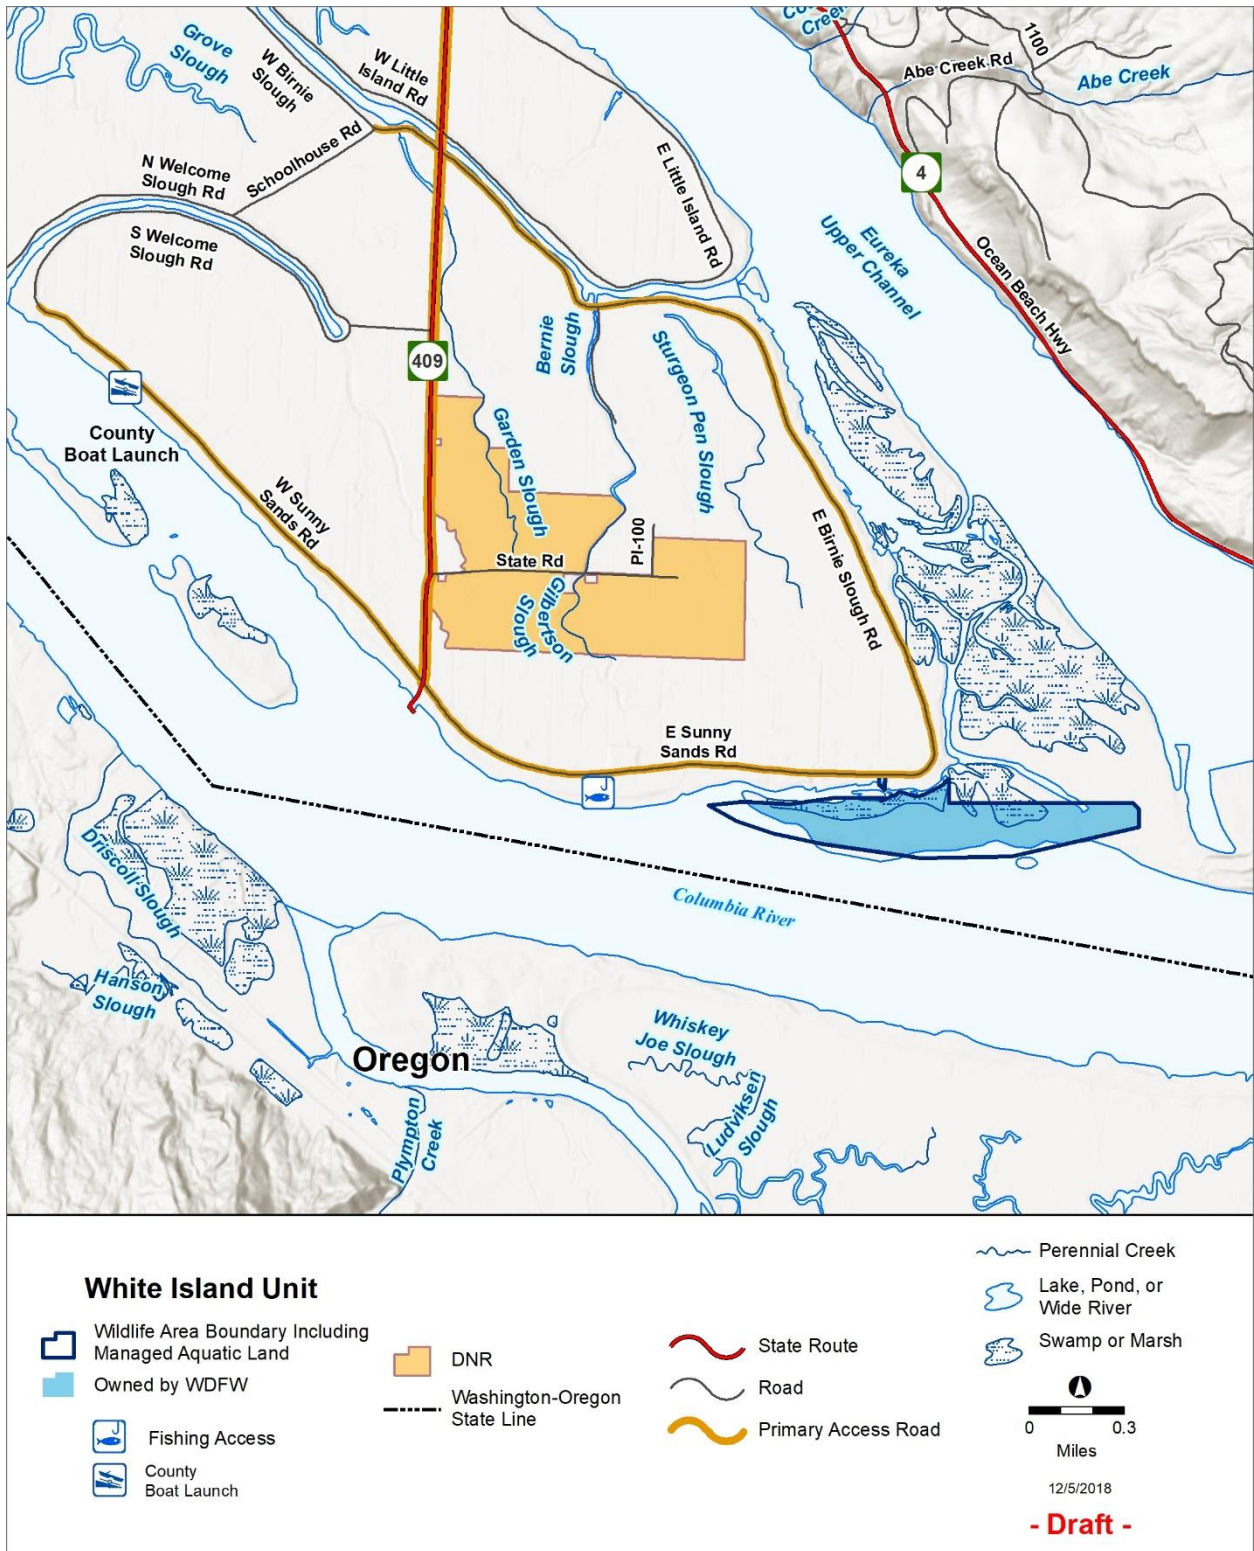 Grove
Slough
W Birnie
Slough
W Little
Island Rd
Creek
1100
Abe Creek Rd
Abe Creek
N Welcome
Slough Rd
Schoolhouse Rd
E Little Island Rd
4
S Welcome
Slough Rd
Eureka
Upper Channel
Ocean Beach Hwy
409
Bernie
Slough
Sturgeon Pen Slough
County
Boat Launch
Garden Slough
W Sunny
Sands Rd
State Rd
PI-100
E Birnie Slough Rd
Gilbertson
Slough
E Sunny
Sands Rd
Driscoll Slough
Columbia River
Hanson
Slough
Oregon
Whiskey
Joe Slough
Ludviksen
Slough
Plympton
Creek
White Island Unit
Wildlife Area Boundary Including
Managed Aquatic Land
Owned by WDFW
Fishing Access
County
Boat Launch
DNR
Washington-Oregon
State Line
State Route
Road
Primary Access Road
Perennial Creek
Lake, Pond, or
Wide River
Swamp or Marsh
0 0.3
Miles
12/5/2018
- Draft -